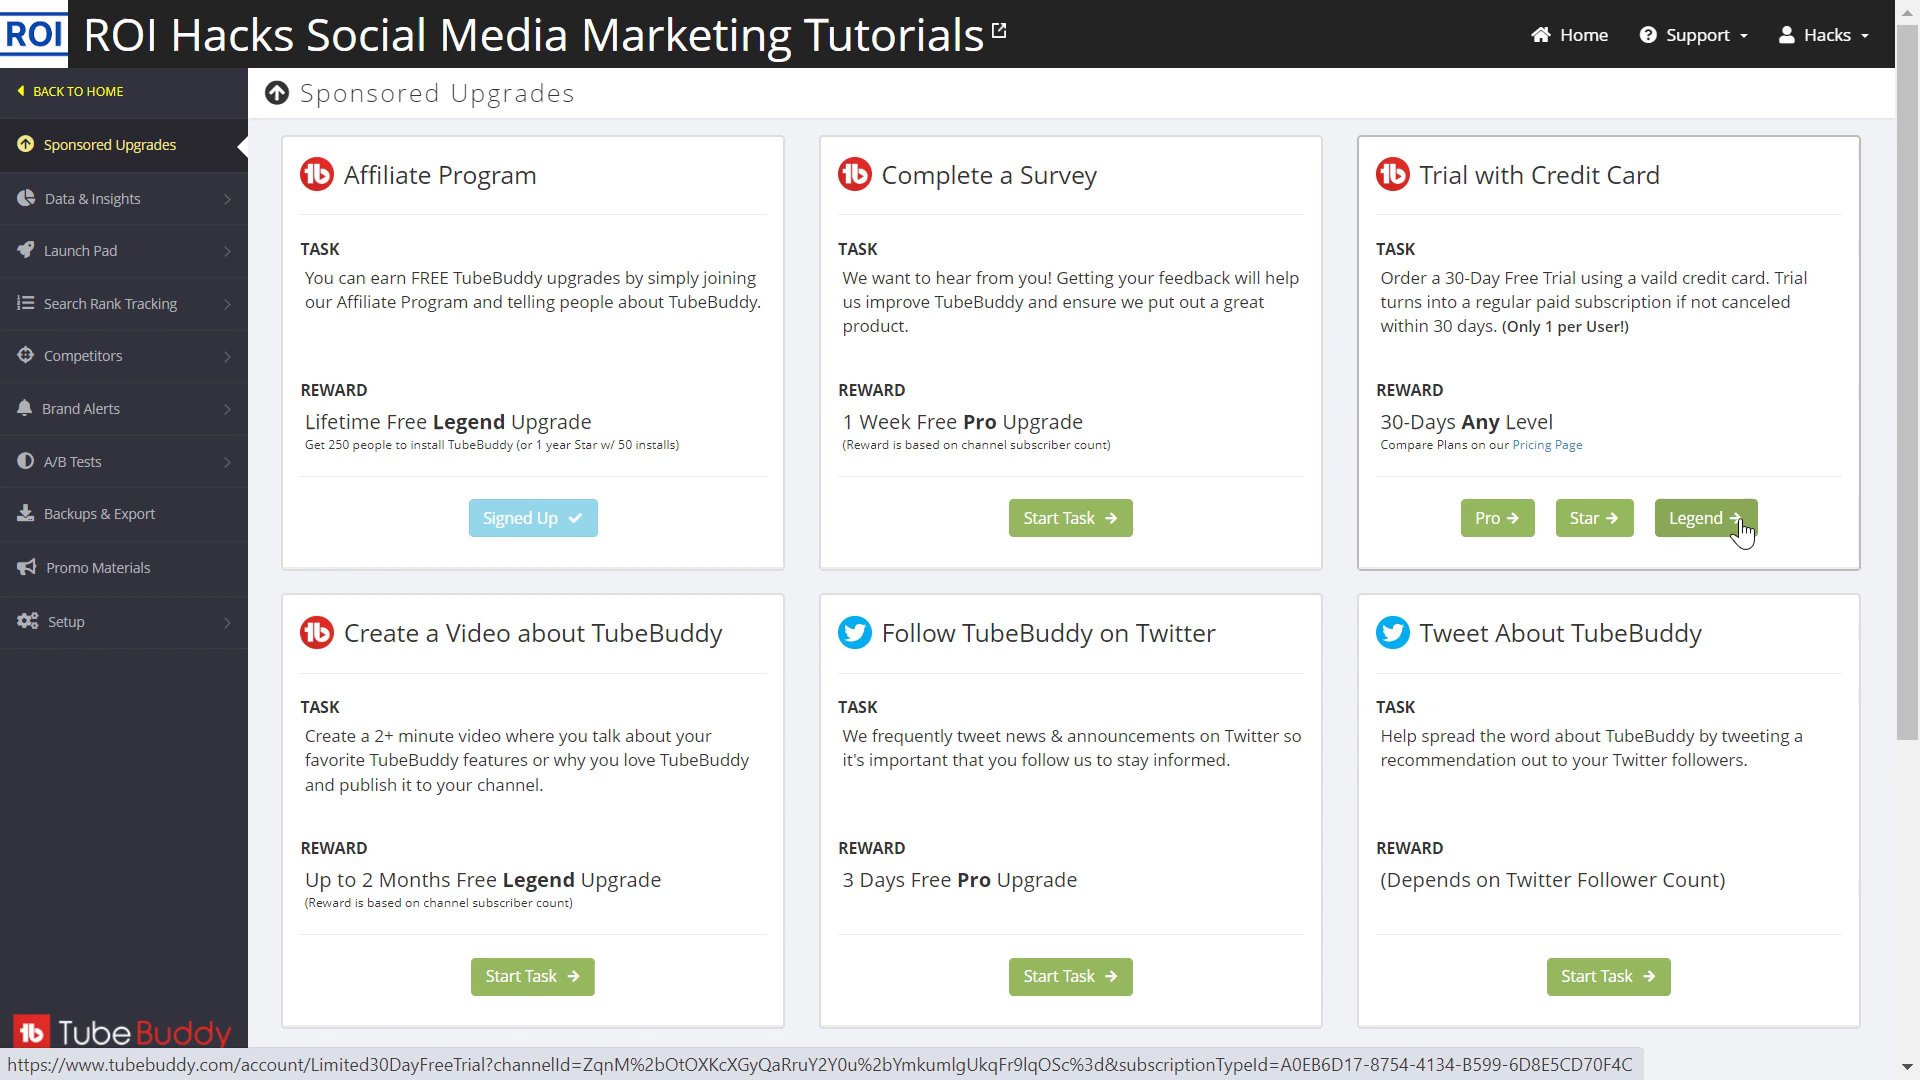 ROI
ROI Hacks Social Media Marketing Tutorials
Home
Support
Hacks
BACK TO HOME
Sponsored Upgrades
Data & Insights
Launch Pad
Search Rank Tracking
Competitors
Brand Alerts
A/B Tests
Backups & Export
Promo Materials
Setup
TubeBuddy
Sponsored Upgrades
Affiliate Program
TASK
You can earn FREE TubeBuddy upgrades by simply joining
our Affiliate Program and telling people about TubeBuddy.
REWARD
Lifetime Free Legend Upgrade
Get 250 people to install TubeBuddy (or 1 year Star w/ 50 installs)
Signed Up
Complete a Survey
TASK
We want to hear from you! Getting your feedback will help
us improve TubeBuddy and ensure we put out a great
product.
REWARD
1 Week Free Pro Upgrade
(Reward is based on channel subscriber count)
Start Task
Trial with Credit Card
TASK
Order a 30-Day Free Trial using a vaild credit card. Trial
turns into a regular paid subscription if not canceled
within 30 days. (Only 1 per User!)
REWARD
30-Days Any Level
Compare Plans on our Pricing Page
Pro
Star
Legend
Create a Video about TubeBuddy
TASK
Create a 2+ minute video where you talk about your
favorite TubeBuddy features or why you love TubeBuddy
and publish it to your channel.
REWARD
Up to 2 Months Free Legend Upgrade
(Reward is based on channel subscriber count)
Start Task
Follow TubeBuddy on Twitter
TASK
We frequently tweet news & announcements on Twitter so
it's important that you follow us to stay informed.
REWARD
3 Days Free Pro Upgrade
Start Task
Tweet About TubeBuddy
TASK
Help spread the word about TubeBuddy by tweeting a
recommendation out to your Twitter followers.
REWARD
(Depends on Twitter Follower Count)
Start Task
https://www.tubebuddy.com/account/Limited30DayFreeTrial?channelId=ZqnM%2bOtOXKcXGyQaRruY2Y0u%2bYmkumlgUkqFr9lqOSc%3d&subscriptionTypeId=A0EB6D17-8754-4134-B599-6D8E5CD70F4C